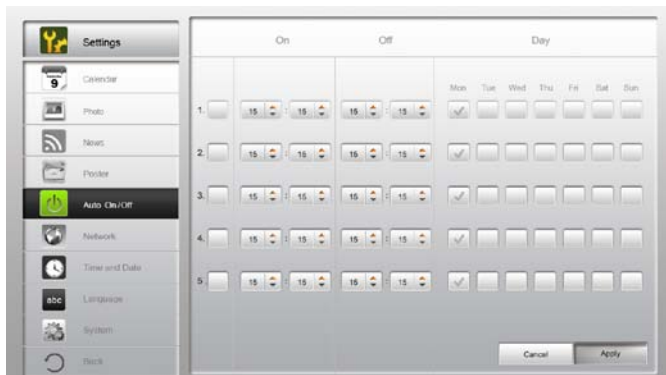 Settings
On Off Day
9 Calendar
Mon Tue Wed Thu Fri Sat Sun
Photo
1. 15 : 15 15 : 15
News
2. 15 : 15 15 : 15
Poster
3. 15 : 15 15 : 15
Auto On/Off
Network
4. 15 : 15 15 : 15
Time and Date
5. 15 : 15 15 : 15
abc Language
System
Back
Cancel Apply